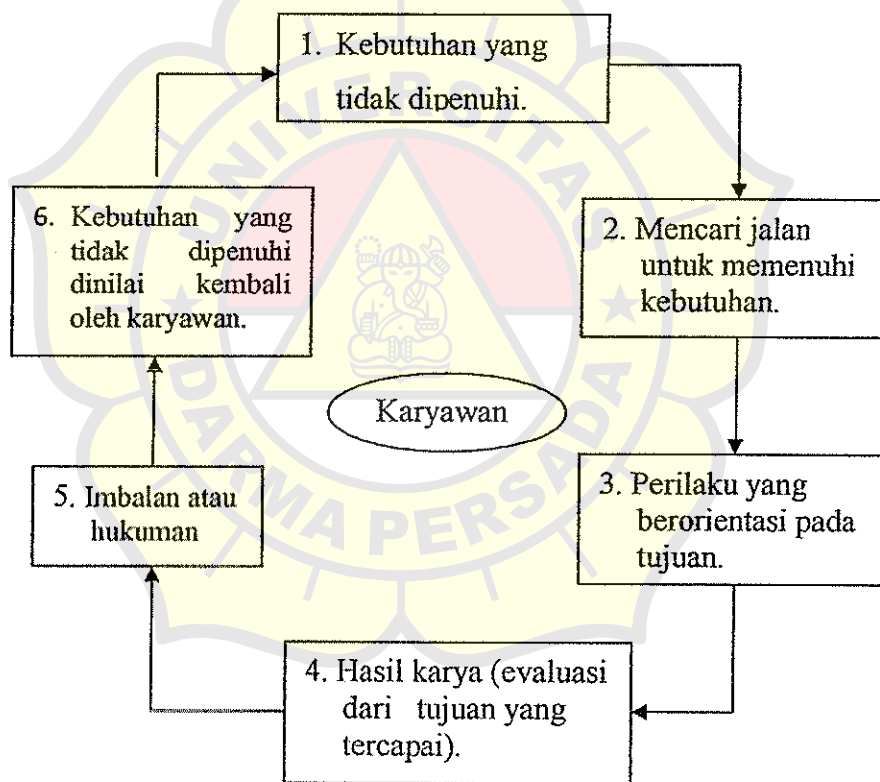 1. Kebutuhan yang
tidak dipenuhi.
2. Mencari jalan
untuk memenuhi
kebutuhan.
3. Perilaku yang
berorientasi pada
tujuan.
4. Hasil karya (evaluasi
dari tujuan yang
tercapai).
5. Imbalan atau
hukuman
6. Kebutuhan yang
tidak dipenuhi
dinilai kembali
oleh karyawan.
Karyawan
UNIVERSITAS
DARMA PERSADA